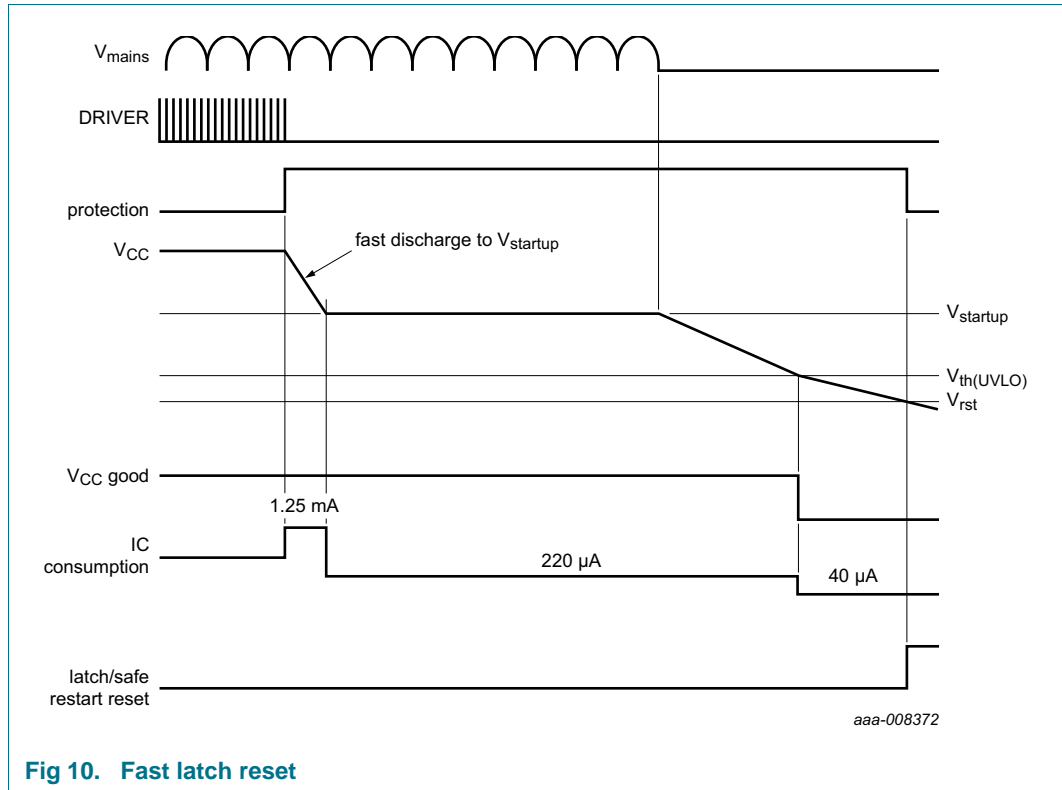 Vmains
DRIVER
protection
VCC
fast discharge to Vstartup
Vstartup
Vth(UVLO)
Vrst
VCC good
1.25 mA
IC
consumption
220 µA
40 µA
latch/safe
restart reset
aaa-008372
Fig 10. Fast latch reset